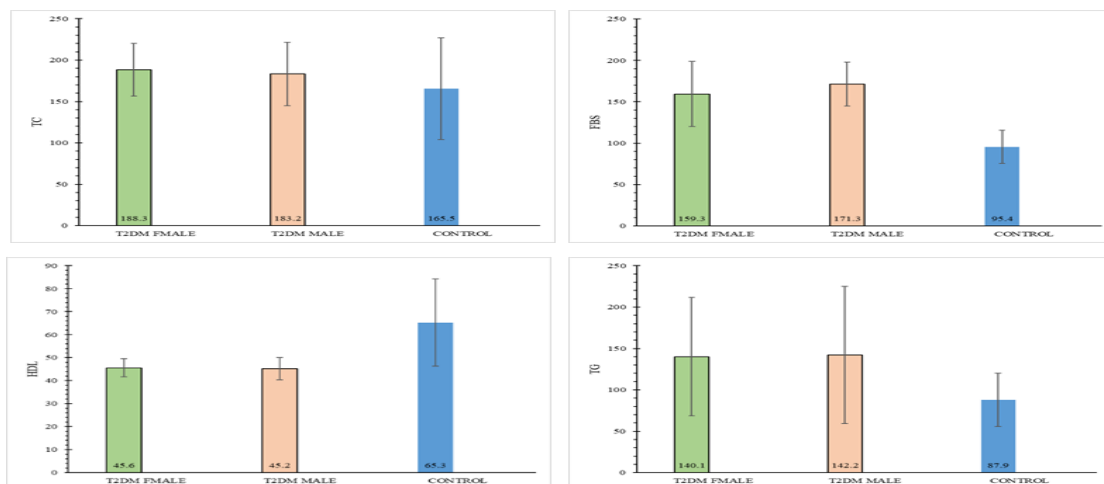 250
200
150
100
50
0
TC
188.3
183.2
165.5
T2DM FMALE
T2DM MALE
CONTROL
250
200
150
100
50
0
FBS
159.3
171.3
95.4
T2DM FMALE
T2DM MALE
CONTROL
90
80
70
60
50
40
30
20
10
0
HDL
45.6
45.2
65.3
T2DM FMALE
T2DM MALE
CONTROL
250
200
150
100
50
0
TG
140.1
142.2
87.9
T2DM FMALE
T2DM MALE
CONTROL